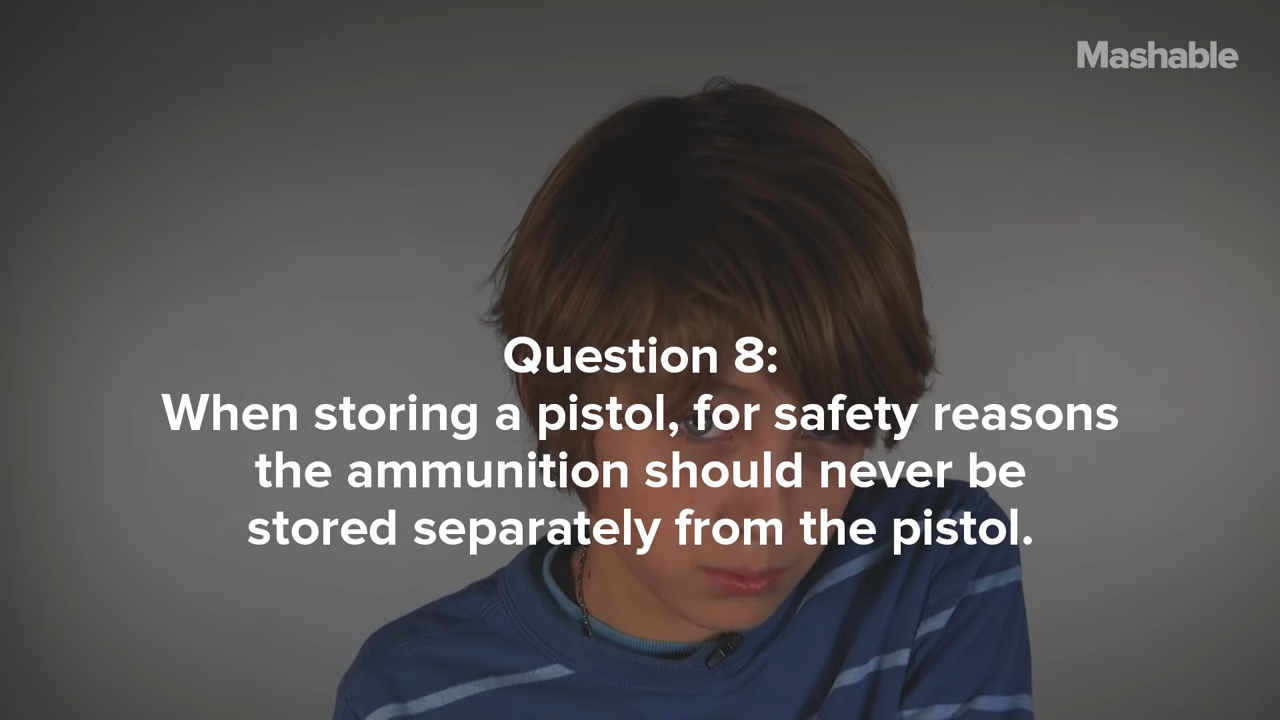 Mashable
Question 8:
When storing a pistol, for safety reasons
the ammunition should never be
stored separately from the pistol.